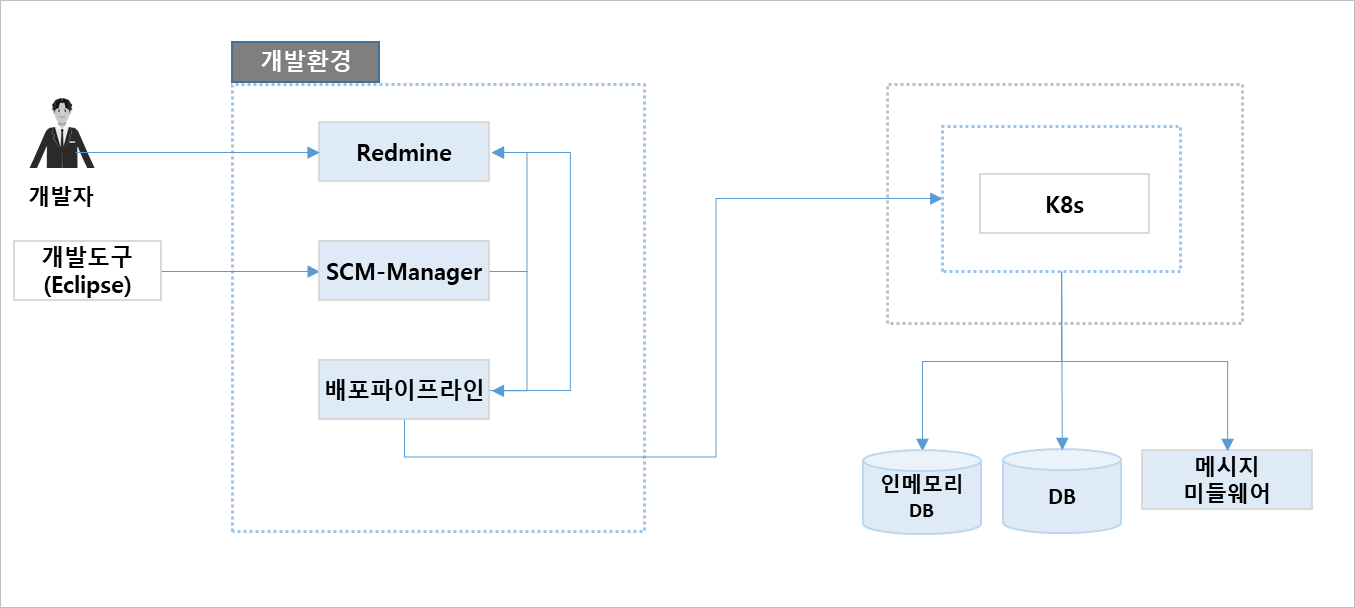 개발환경
개발자
개발도구
(Eclipse)
Redmine
SCM-Manager
배포파이프라인
K8s
인메모리
DB
DB
메시지
미들웨어